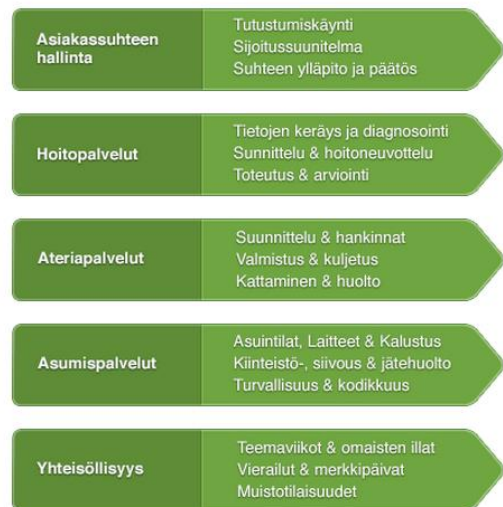 Asiakassuhteen
hallinta
Tutustumiskäynti
Sijoitussuunitelma
Suhteen ylläpito ja päätös
Hoitopalvelut
Tietojen keräys ja diagnosointi
Sunnittelu & hoitoneuvottelu
Toteutus & arviointi
Ateriapalvelut
Suunnittelu & hankinnat
Valmistus & kuljetus
Kattaminen & huolto
Asumispalvelut
Asuintilat, Laitteet & Kalustus
Kiinteistö-, siivous & jätehuolto
Turvallisuus & kodikkuus
Yhteisöllisyys
Teemaviikot & omaisten illat
Vierailut & merkkipäivat
Muistotilaisuudet